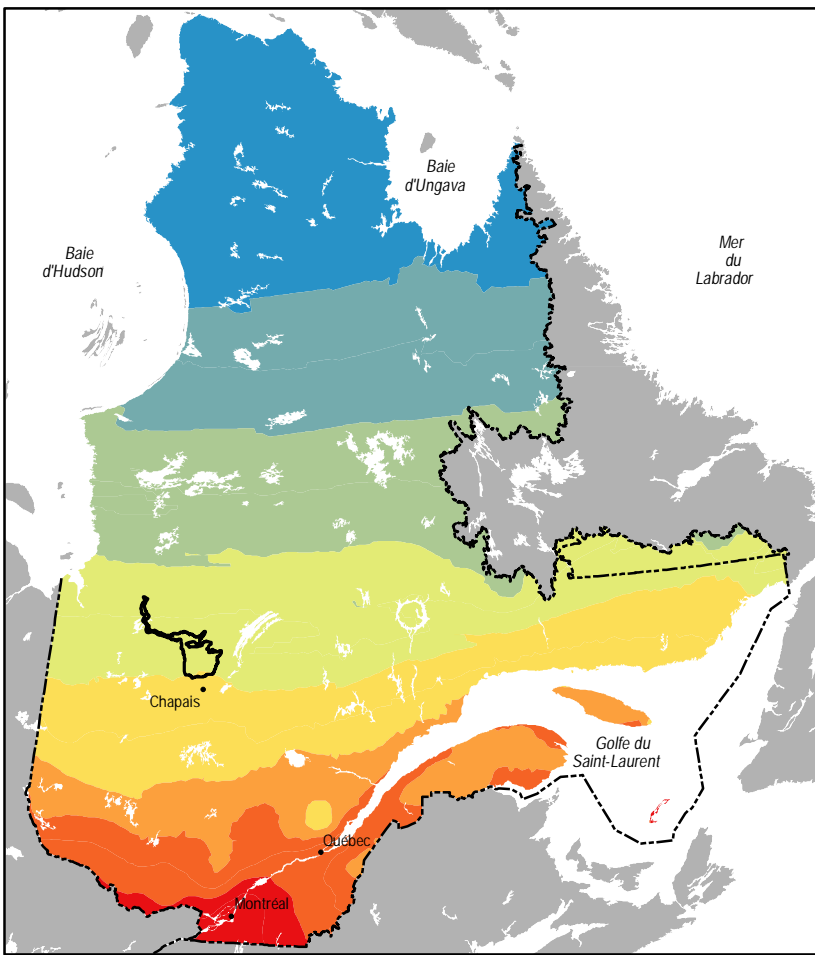 Baie
d'Ungava
Baie
d'Hudson
Mer
du
Labrador
Chapais
Golfe du
Saint-Laurent
Québec
Montréal